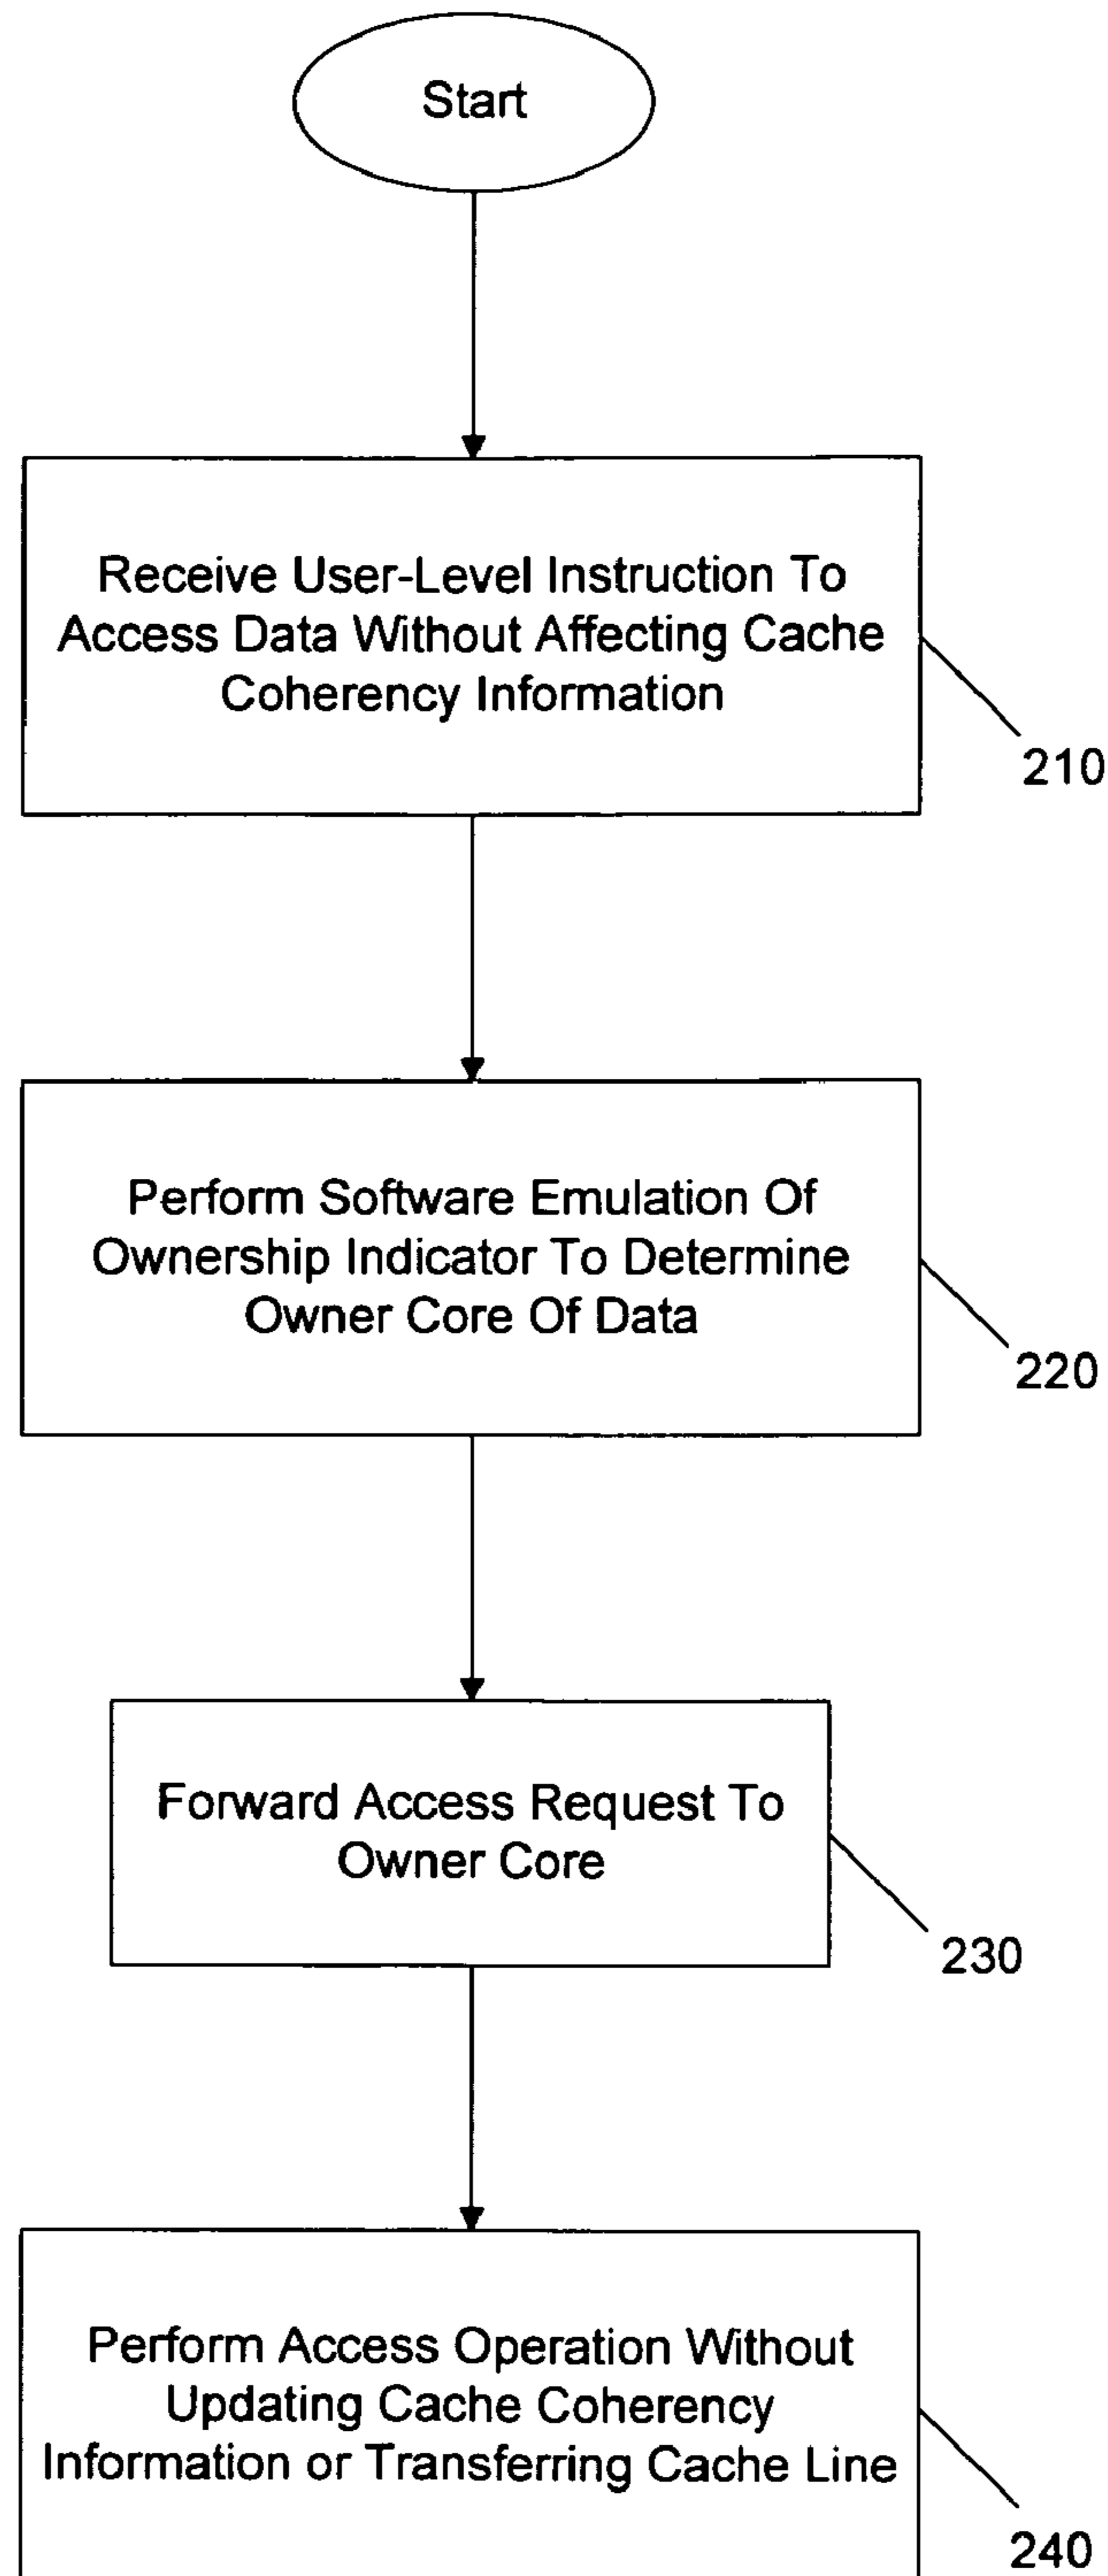 Start
Receive User-Level Instruction To
Access Data Without Affecting Cache
Coherency Information
210
Perform Software Emulation Of
Ownership Indicator To Determine
Owner Core Of Data
220
Forward Access Request To
Owner Core
230
Perform Access Operation Without
Updating Cache Coherency
Information or Transferring Cache Line
240